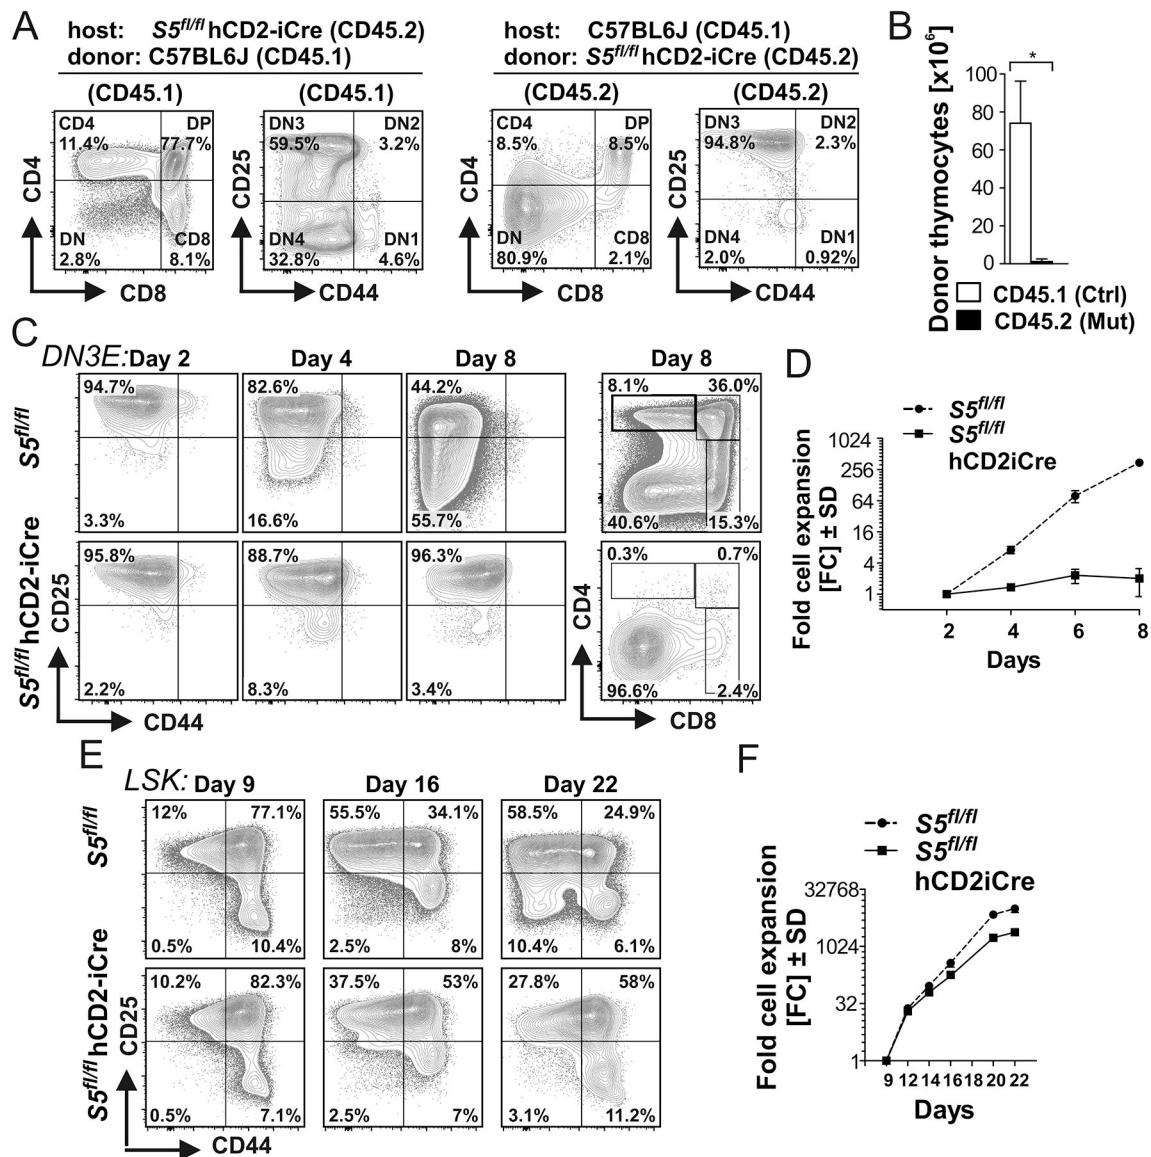 A
host: S5fl/fl hCD2-iCre (CD45.2)
donor: C57BL6J (CD45.1)
(CD45.1)
(CD45.1)
CD4
11.4%
DP
77.7%
DN
2.8%
CD8
8.1%
CD4
CD8
DN3
59.5%
DN2
3.2%
DN4
32.8%
DN1
4.6%
CD25
CD44
host: C57BL6J (CD45.1)
donor: S5fl/fl hCD2-iCre (CD45.2)
(CD45.2)
(CD45.2)
CD4
8.5%
DP
8.5%
DN
80.9%
CD8
2.1%
CD4
CD8
DN3
94.8%
DN2
2.3%
DN4
2.0%
DN1
0.92%
CD25
CD44
B
Donor thymocytes [x10⁶]
100
80
60
40
20
0
*
CD45.1 (Ctrl)
CD45.2 (Mut)
C
DN3E: Day 2
Day 4
Day 8
Day 8
S5fl/fl
94.7%
3.3%
82.6%
16.6%
44.2%
55.7%
8.1%
36.0%
40.6%
15.3%
S5fl/fl hCD2-iCre
95.8%
2.2%
88.7%
8.3%
96.3%
3.4%
0.3%
0.7%
96.6%
2.4%
CD25
CD44
CD4
CD8
D
S5fl/fl
S5fl/fl
hCD2iCre
Fold cell expansion
[FC] ± SD
1024
256
64
16
4
1
2 4 6 8
Days
E
LSK: Day 9
Day 16
Day 22
S5fl/fl
12% 77.1%
0.5% 10.4%
55.5% 34.1%
2.5% 8%
58.5% 24.9%
10.4% 6.1%
S5fl/fl hCD2-iCre
10.2% 82.3%
0.5% 7.1%
37.5% 53%
2.5% 7%
27.8% 58%
3.1% 11.2%
CD25
CD44
F
S5fl/fl
S5fl/fl
hCD2iCre
Fold cell expansion
[FC] ± SD
32768
1024
32
1
9 12 14 16 18 20 22
Days